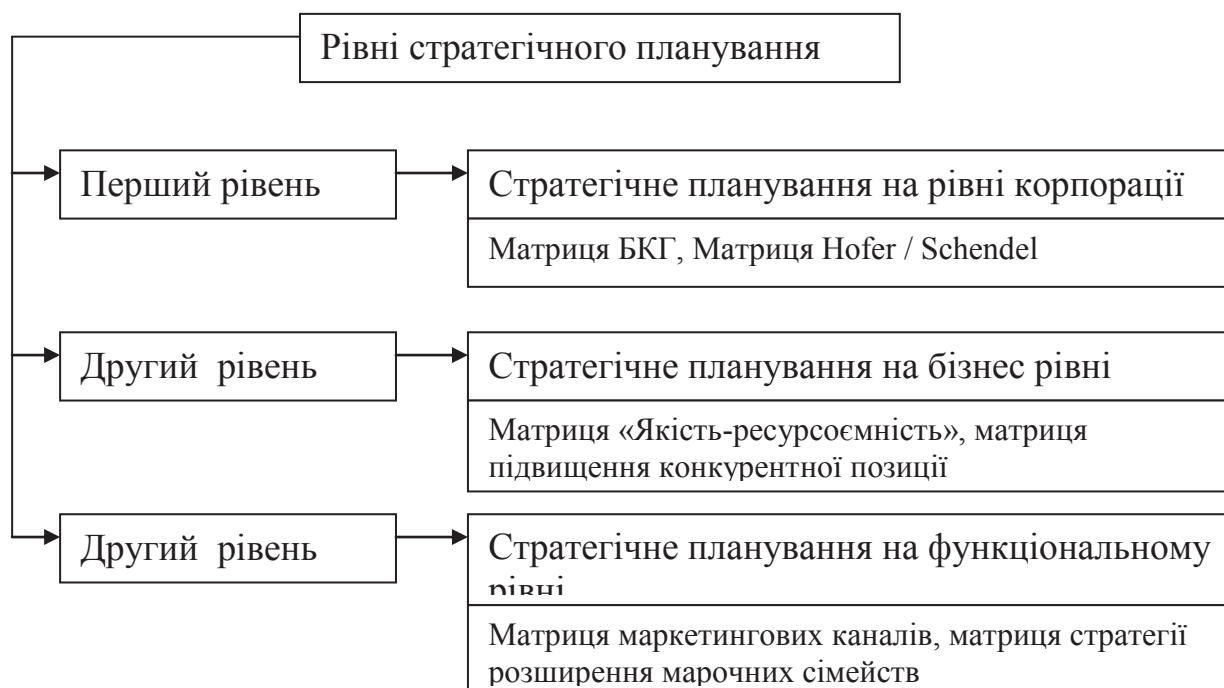 Рівні стратегічного планування
Перший рівень
Стратегічне планування на рівні корпорації
Матриця БКГ, Матриця Hofer / Schendel
Другий рівень
Стратегічне планування на бізнес рівні
Матриця «Якість-ресурсоємність», матриця
підвищення конкурентної позиції
Другий рівень
Стратегічне планування на функціональному
рівні
Матриця маркетингових каналів, матриця стратегії
розширення марочних сімейств